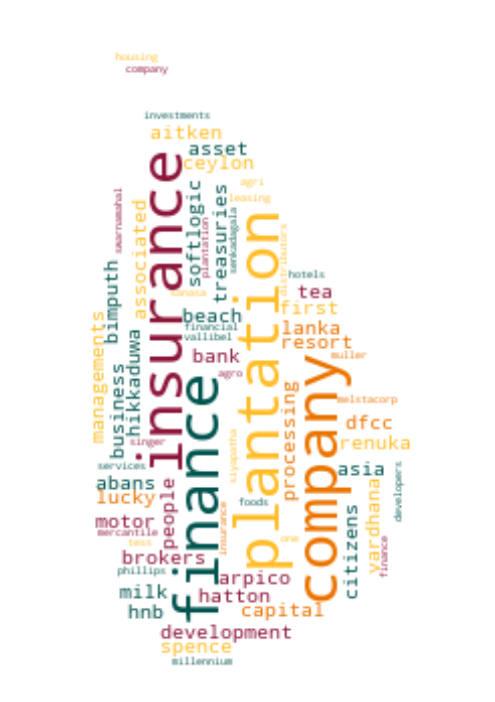 housing
company
investments
aitken
asset
ceylon
agri
leasing
insurance
softlogic
treasuries
plantation
senkadagala
swarnamahal
associated
plantation
distributors
sanasa
hotels
tea
first
bimputh
beach
financial
vallibel
lanka
resort
muller
managements
business
hikkaduwa
bank
agro
company
finance
processing
melstacorp
dfcc
renuka
singer
siyapatha
services
asia
abans
lucky
people
foods
developers
motor
mercantile
tess
insurance
one
citizens
vardhana
finance
brokers
phillips
arpico
milk
hatton
hnb
capital
development
spence
millennium